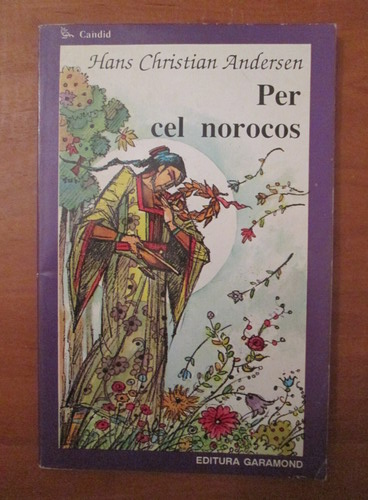 Candid
Hans Christian Andersen
Per
cel norocos
EDITURA GARAMOND